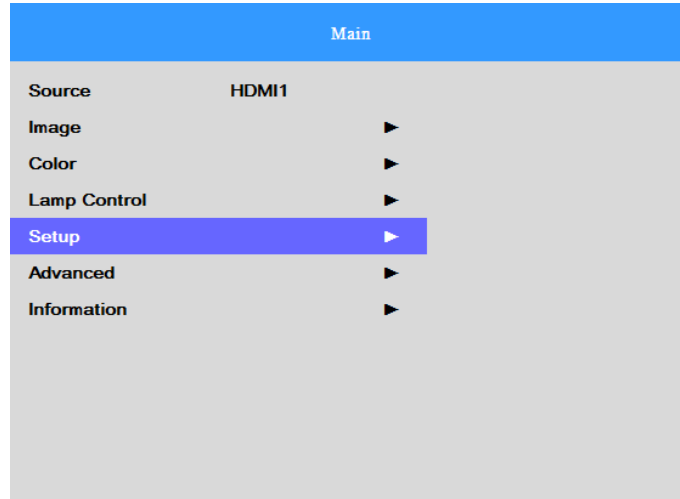 Main
Source HDMI1
Image ►
Color ►
Lamp Control ►
Setup ►
Advanced ►
Information ►